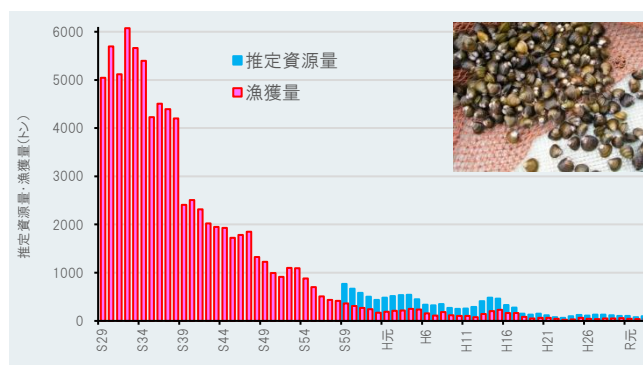 6000
5000
4000
3000
2000
1000
0
推定資源量・漁獲量(トン)
推定資源量
漁獲量
S29
S34
S39
S44
S49
S54
S59
H元
H6
H11
H16
H21
H26
R元